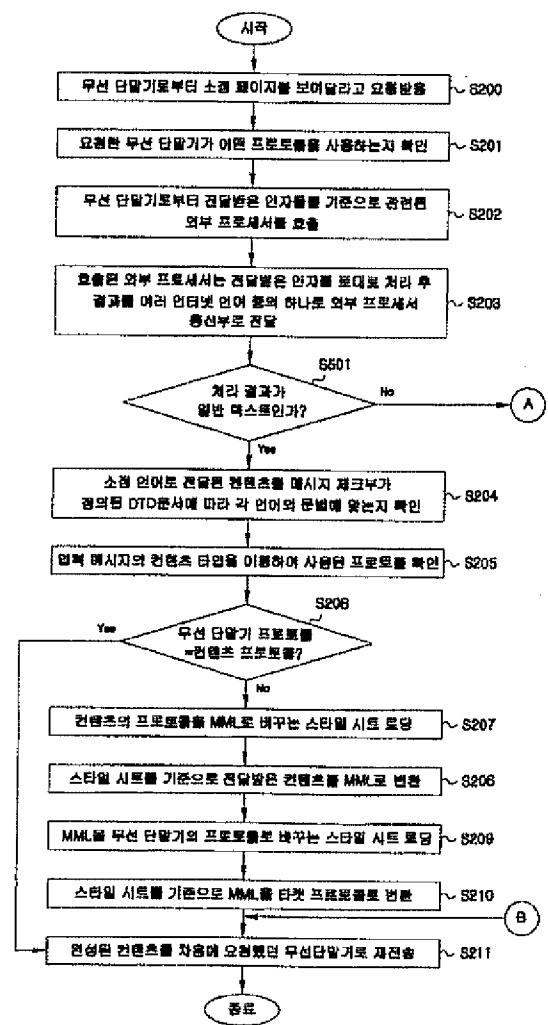 시작
무선 단말기로부터 소정 페이지를 보여달라고 요청받음
S200
요청한 무선 단말기가 어떤 프로토콜을 사용하는지 확인
S201
무선 단말기로부터 전달받은 인자들을 기준으로 관련된
외부 프로세서를 호출
S202
호출된 외부 프로세서는 전달받은 인자를 토대로 처리 후
결과를 여러 인터넷 언어 중의 하나로 외부 프로세서
통신부로 전달
S203
S501
처리 결과가
일반 텍스트인가?
No
A
Yes
소정 언어로 전달된 컨텐츠를 메시지 체크부가
정의된 DTD문서에 따라 각 언어의 문법에 맞는지 확인
S204
입력 메시지의 컨텐츠 타입을 이용하여 사용된 프로토콜 확인
S205
S206
Yes
무선 단말기 프로토콜
=컨텐츠 프로토콜?
No
컨텐츠의 프로토콜을 MML로 바꾸는 스타일 시트 로딩
S207
스타일 시트를 기준으로 전달받은 컨텐츠를 MML로 변환
S208
MML을 무선 단말기의 프로토콜로 바꾸는 스타일 시트 로딩
S209
스타일 시트를 기준으로 MML을 타켓 프로토콜로 변환
S210
B
완성된 컨텐츠를 처음에 요청했던 무선단말기로 재전송
S211
종료